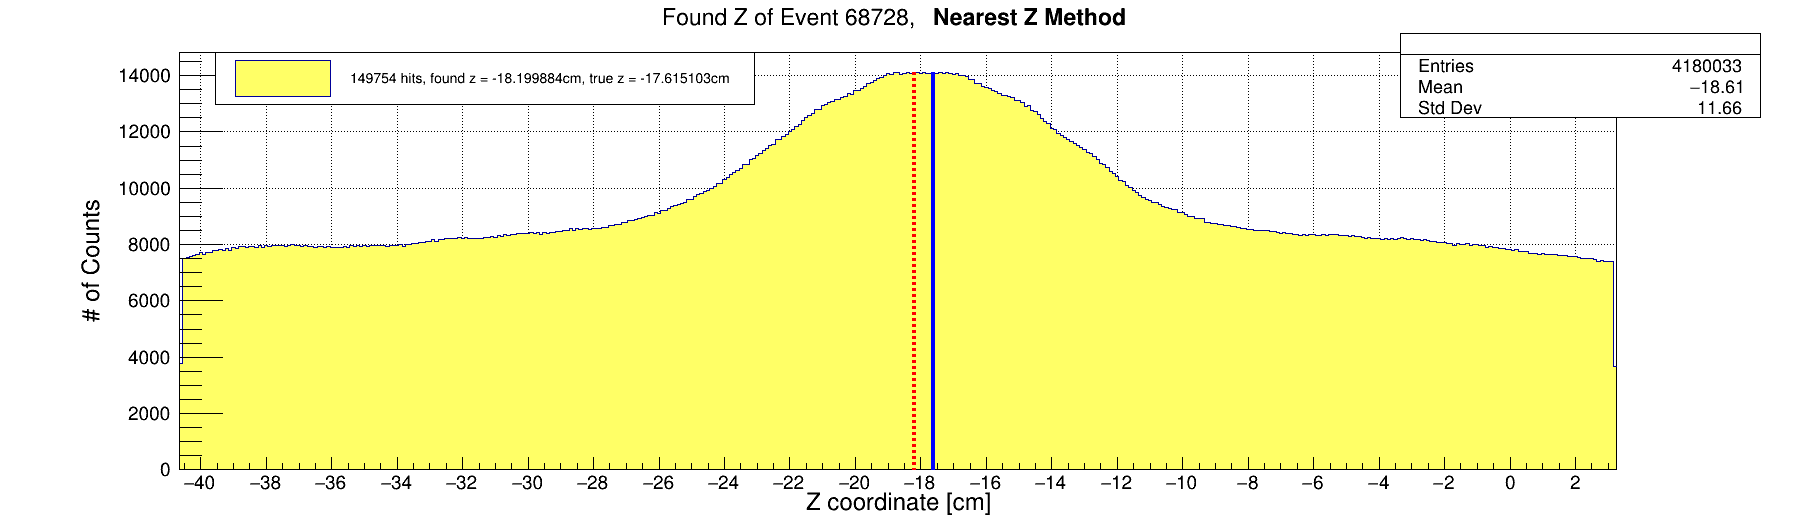 Found Z of Event 68728, Nearest Z Method
149754 hits, found z = -18.199884cm, true z = -17.615103cm
Entries 4180033
Mean −18.61
Std Dev 11.66
# of Counts
14000
12000
10000
8000
6000
4000
2000
0
−40 −38 −36 −34 −32 −30 −28 −26 −24 −22 −20 −18 −16 −14 −12 −10 −8 −6 −4 −2 0 2
Z coordinate [cm]